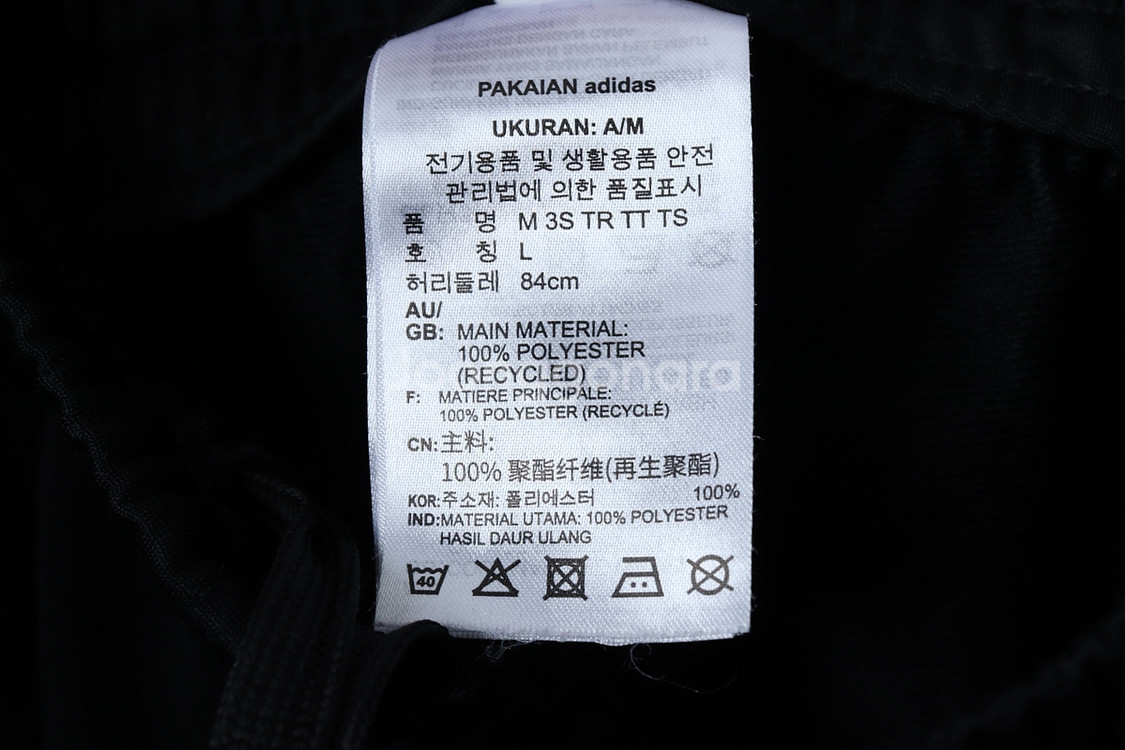 PAKAIAN adidas
UKURAN: A/M
전기용품 및 생활용품 안전
관리법에 의한 품질표시
품 명 M 3S TR TT TS
호 칭 L
허리둘레 84cm
AU/
GB: MAIN MATERIAL:
100% POLYESTER
(RECYCLED)
F: MATIERE PRINCIPALE:
100% POLYESTER (RECYCLÉ)
CN: 主料:
100% 聚酯纤维(再生聚酯)
KOR:주소재: 폴리에스터 100%
IND:MATERIAL UTAMA: 100% POLYESTER
HASIL DAUR ULANG
40